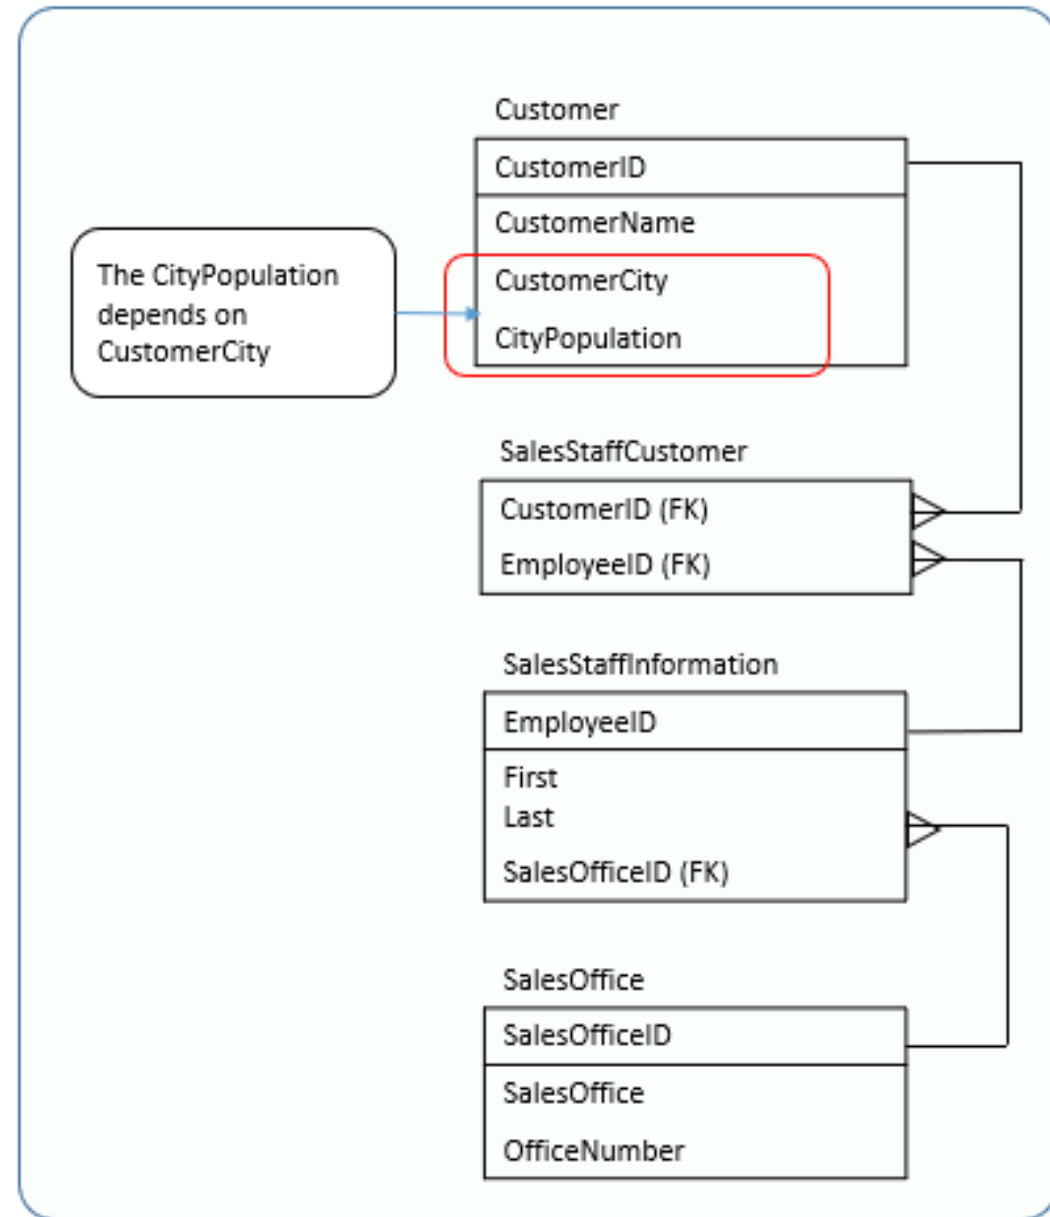 Customer
CustomerID
CustomerName
CustomerCity
CityPopulation
The CityPopulation
depends on
CustomerCity
SalesStaffCustomer
CustomerID (FK)
EmployeeID (FK)
SalesStaffInformation
EmployeeID
First
Last
SalesOfficeID (FK)
SalesOffice
SalesOfficeID
SalesOffice
OfficeNumber